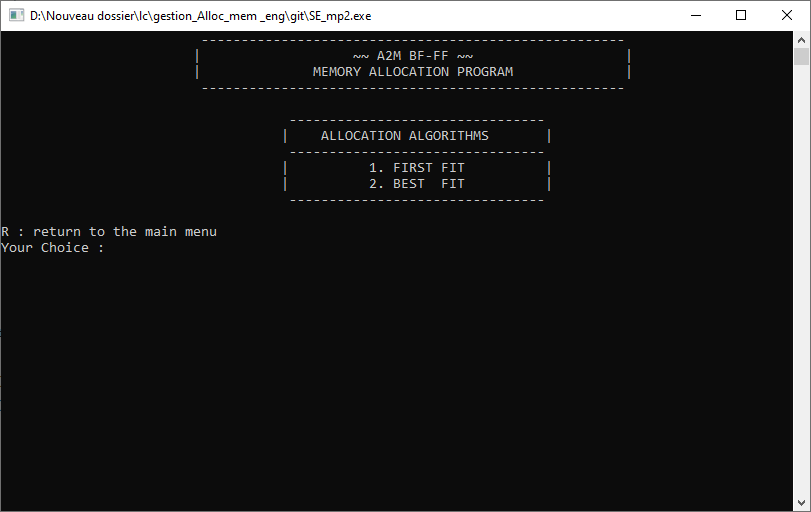 D:\Nouveau dossier\lc\gestion_Alloc_mem _eng\git\SE_mp2.exe
-----------------------------------------------------
| ~~ A2M BF-FF ~~ |
| MEMORY ALLOCATION PROGRAM |
-----------------------------------------------------
--------------------------------
| ALLOCATION ALGORITHMS |
--------------------------------
| 1. FIRST FIT |
| 2. BEST  FIT |
--------------------------------
R : return to the main menu
Your Choice :